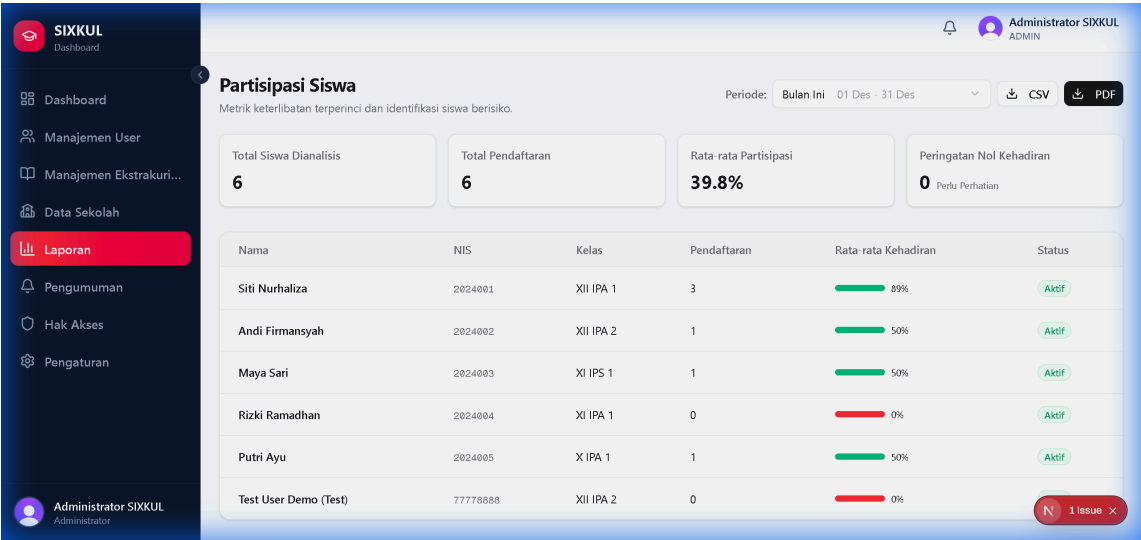 SIXKUL
Dashboard
Dashboard
Manajemen User
Manajemen Ekstrakuri...
Data Sekolah
Laporan
Pengumuman
Hak Akses
Pengaturan
Administrator SIXKUL
Administrator
Administrator SIXKUL
ADMIN
Partisipasi Siswa
Metrik keterlibatan terperinci dan identifikasi siswa berisiko.
Periode: Bulan Ini 01 Des - 31 Des CSV PDF
Total Siswa Dianalisis
6
Total Pendaftaran
6
Rata-rata Partisipasi
39.8%
Peringatan Nol Kehadiran
0 Perlu Perhatian
Nama NIS Kelas Pendaftaran Rata-rata Kehadiran Status
Siti Nurhaliza 2024001 XII IPA 1 3 89% Aktif
Andi Firmansyah 2024002 XII IPA 2 1 50% Aktif
Maya Sari 2024003 XI IPS 1 1 50% Aktif
Rizki Ramadhan 2024004 XI IPA 1 0 0% Aktif
Putri Ayu 2024005 X IPA 1 1 50% Aktif
Test User Demo (Test) 77778888 XII IPA 2 0 0%
N 1 Issue